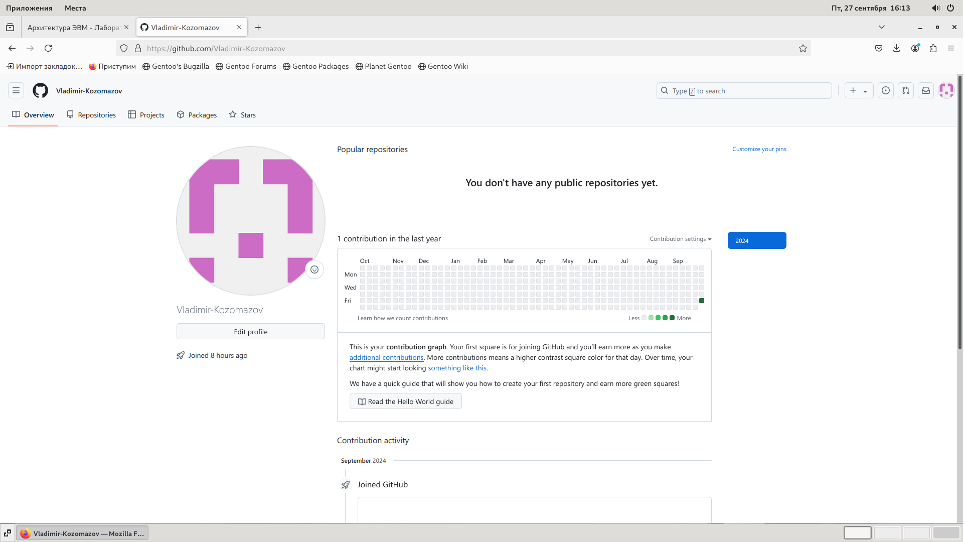 Приложения Места Пт, 27 сентября 16:13
Архитектура ЭВМ - Лабора × Vladimir-Kozomazov × +
https://github.com/Vladimir-Kozomazov
Импорт закладок… Приступим Gentoo's Bugzilla Gentoo Forums Gentoo Packages Planet Gentoo Gentoo Wiki
Vladimir-Kozomazov Type / to search
Overview Repositories Projects Packages Stars
Popular repositories Customize your pins
You don't have any public repositories yet.
1 contribution in the last year Contribution settings 2024
Oct Nov Dec Jan Feb Mar Apr May Jun Jul Aug Sep
Mon
Wed
Fri
Learn how we count contributions Less More
Vladimir-Kozomazov
Edit profile
Joined 8 hours ago
This is your contribution graph. Your first square is for joining GitHub and you'll earn more as you make
additional contributions. More contributions means a higher contrast square color for that day. Over time, your
chart might start looking something like this.
We have a quick guide that will show you how to create your first repository and earn more green squares!
Read the Hello World guide
Contribution activity
September 2024
Joined GitHub
Vladimir-Kozomazov — Mozilla F…